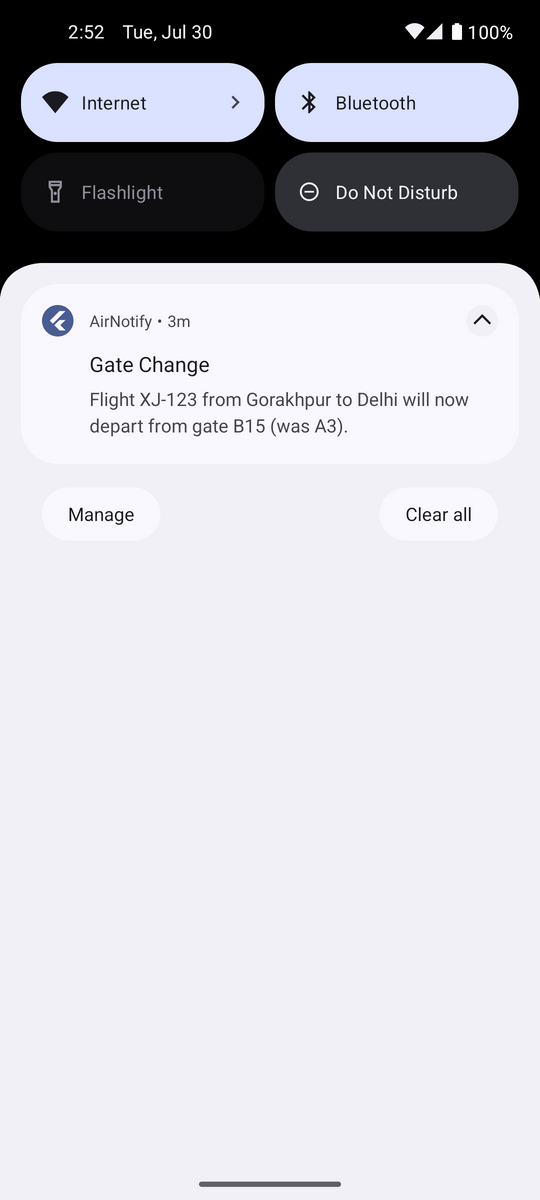 2:52 Tue, Jul 30 100%
Internet
Bluetooth
Flashlight
Do Not Disturb
AirNotify • 3m
Gate Change
Flight XJ-123 from Gorakhpur to Delhi will now
depart from gate B15 (was A3).
Manage
Clear all